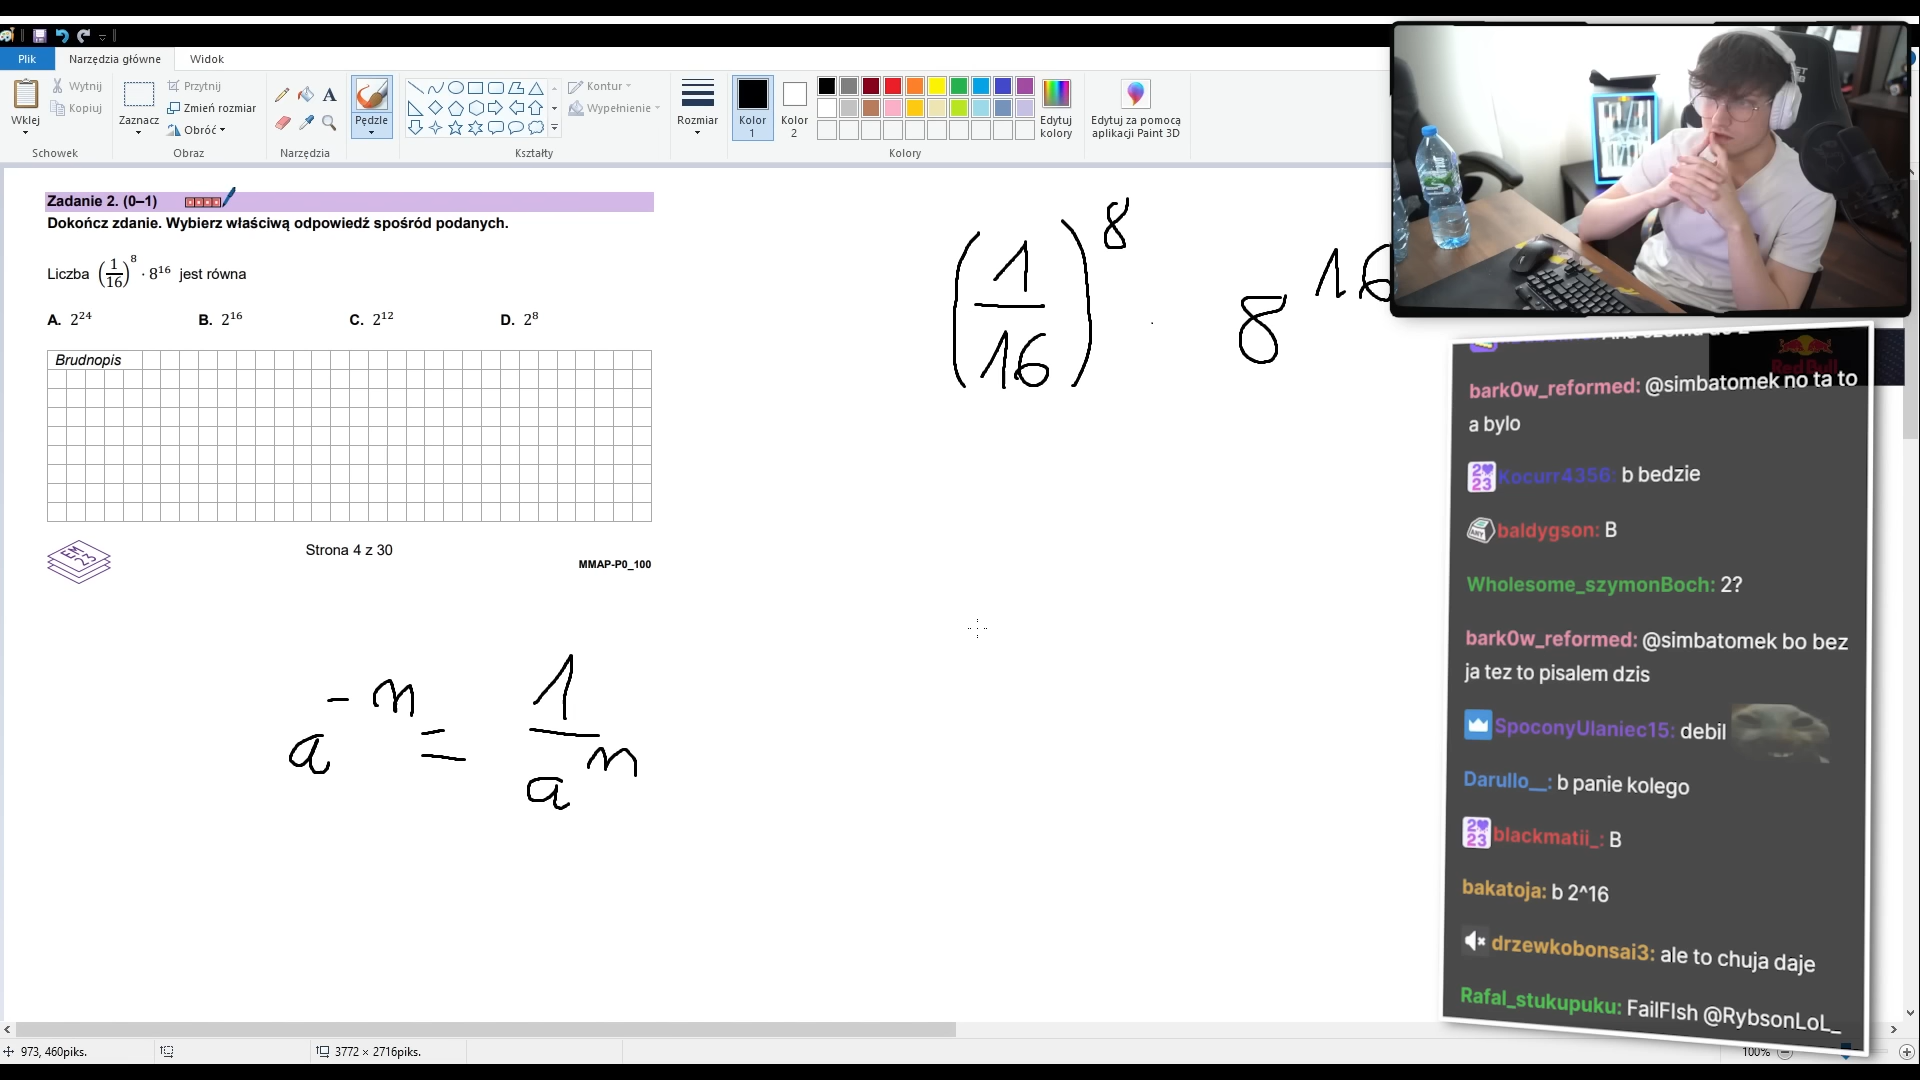 Plik
Narzędzia główne
Widok
Wklej
Wytnij
Kopiuj
Schowek
Zaznacz
Przytnij
Zmień rozmiar
Obróć
Obraz
A
Narzędzia
Pędzle
Kontur
Wypełnienie
Kształty
Rozmiar
Kolor
1
Kolor
2
Edytuj
kolory
Kolory
Edytuj za pomocą
aplikacji Paint 3D
Zadanie 2. (0–1)
Dokończ zdanie. Wybierz właściwą odpowiedź spośród podanych.
Liczba (1/16)^8 · 8^16 jest równa
A. 2^24 B. 2^16 C. 2^12 D. 2^8
Brudnopis
EM
23
Strona 4 z 30
MMAP-P0_100
(1/16)^8 · 8^16
a^-n = 1/a^n
Red Bull
bark0w_reformed: @simbatomek no ta to
a bylo
Kocurr4356: b bedzie
baldygson: B
Wholesome_szymonBoch: 2?
bark0w_reformed: @simbatomek bo bez
ja tez to pisalem dzis
SpoconyUlaniec15: debil
Darullo__: b panie kolego
blackmatii_: B
bakatoja: b 2^16
drzewkobonsai3: ale to chuja daje
Rafal_stukupuku: FailFIsh @RybsonLoL_
973, 460piks.
3772 × 2716piks.
100%